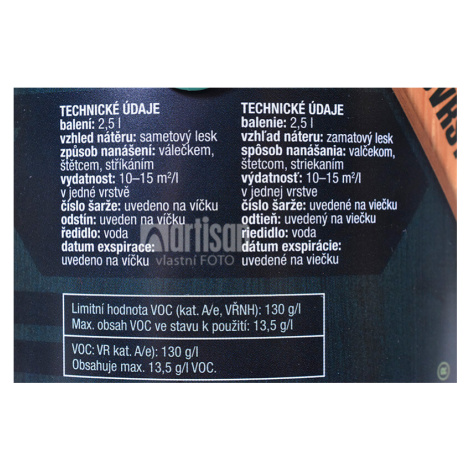 TECHNICKÉ ÚDAJE
balení: 2,5 l
vzhled nátěru: sametový lesk
způsob nanášení: válečkem,
štětcem, stříkáním
vydatnost: 10–15 m²/l
v jedné vrstvě
číslo šarže: uvedeno na víčku
odstín: uveden na víčku
ředidlo: voda
datum exspirace:
uvedeno na víčku
TECHNICKÉ ÚDAJE
balenie: 2,5 l
vzhľad náteru: zamatový lesk
spôsob nanášania: valčekom,
štetcom, striekaním
výdatnosť: 10–15 m²/l
v jednej vrstve
číslo šarže: uvedené na viečku
odtieň: uvedený na viečku
riedidlo: voda
dátum exspirácie:
uvedený na viečku
artisan
vlastní FOTO
Limitní hodnota VOC (kat. A/e, VŘNH): 130 g/l
Max. obsah VOC ve stavu k použití: 13,5 g/l
VOC: VR kat. A/e): 130 g/l
Obsahuje max. 13,5 g/l VOC.